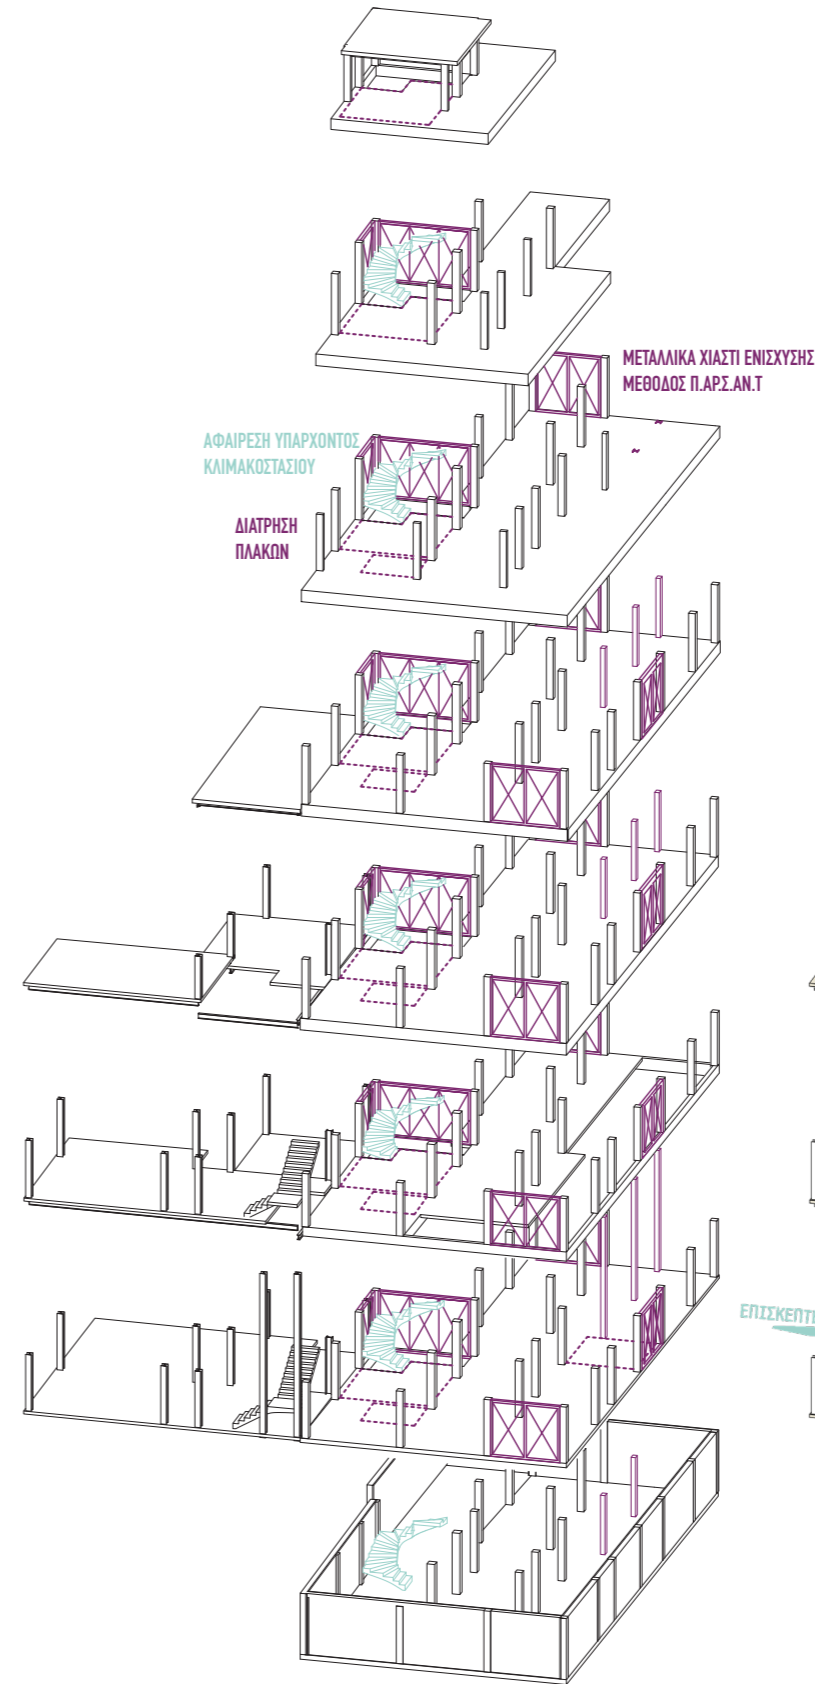 ΜΕΤΑΛΛΙΚΑ ΧΙΑΣΤΙ ΕΝΙΣΧΥΣΗΣ
ΜΕΘΟΔΟΣ Π.ΑΡ.Σ.ΑΝ.Τ
ΑΦΑΙΡΕΣΗ ΥΠΑΡΧΟΝΤΟΣ
ΚΛΙΜΑΚΟΣΤΑΣΙΟΥ
ΔΙΑΤΡΗΣΗ
ΠΛΑΚΩΝ